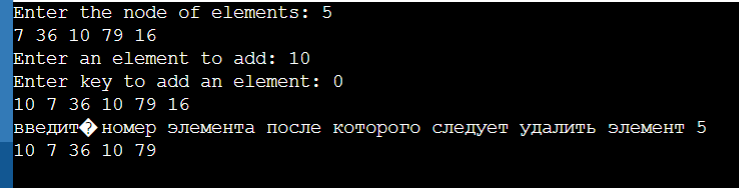 Enter the node of elements: 5
7 36 10 79 16
Enter an element to add: 10
Enter key to add an element: 0
10 7 36 10 79 16
введит� номер элемента после которого следует удалить элемент 5
10 7 36 10 79